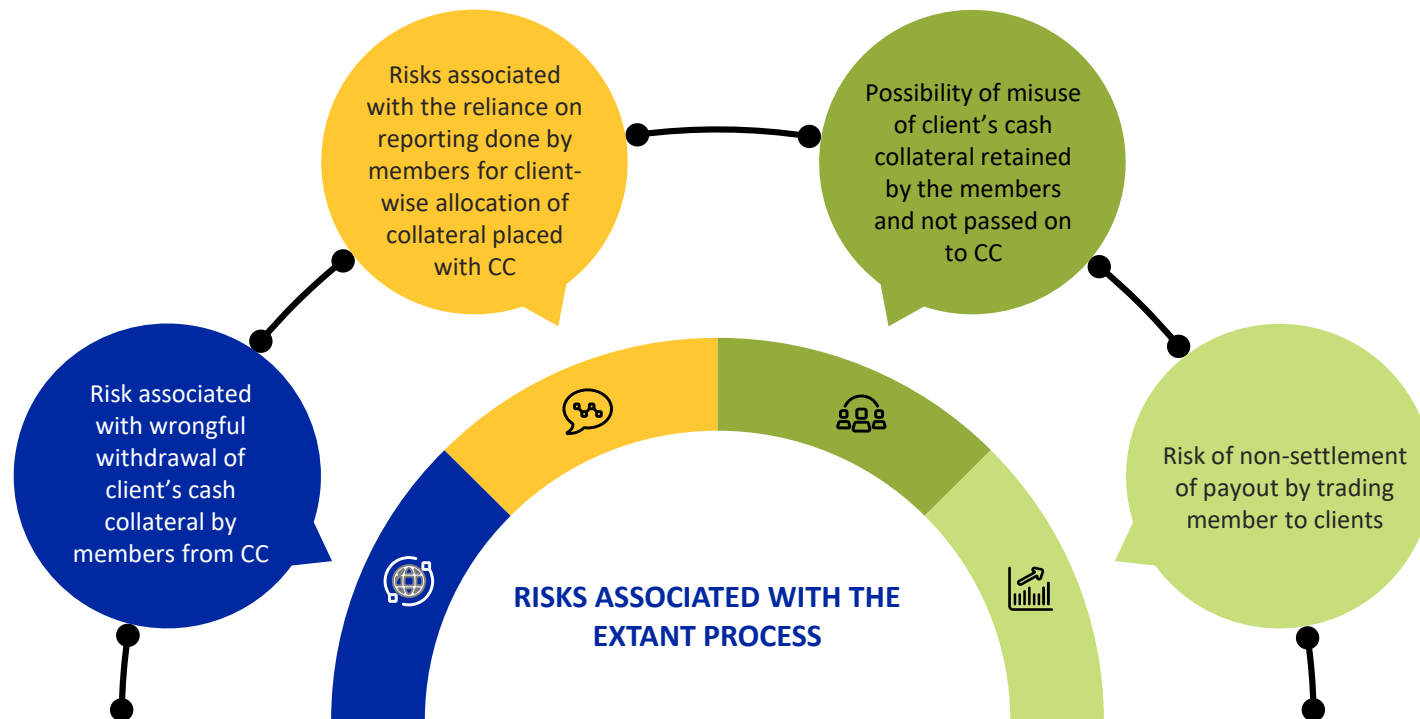 Risk associated
with wrongful
withdrawal of
client’s cash
collateral by
members from CC
Risks associated
with the reliance on
reporting done by
members for client-
wise allocation of
collateral placed
with CC
Possibility of misuse
of client’s cash
collateral retained
by the members
and not passed on
to CC
Risk of non-settlement
of payout by trading
member to clients
RISKS ASSOCIATED WITH THE
EXTANT PROCESS